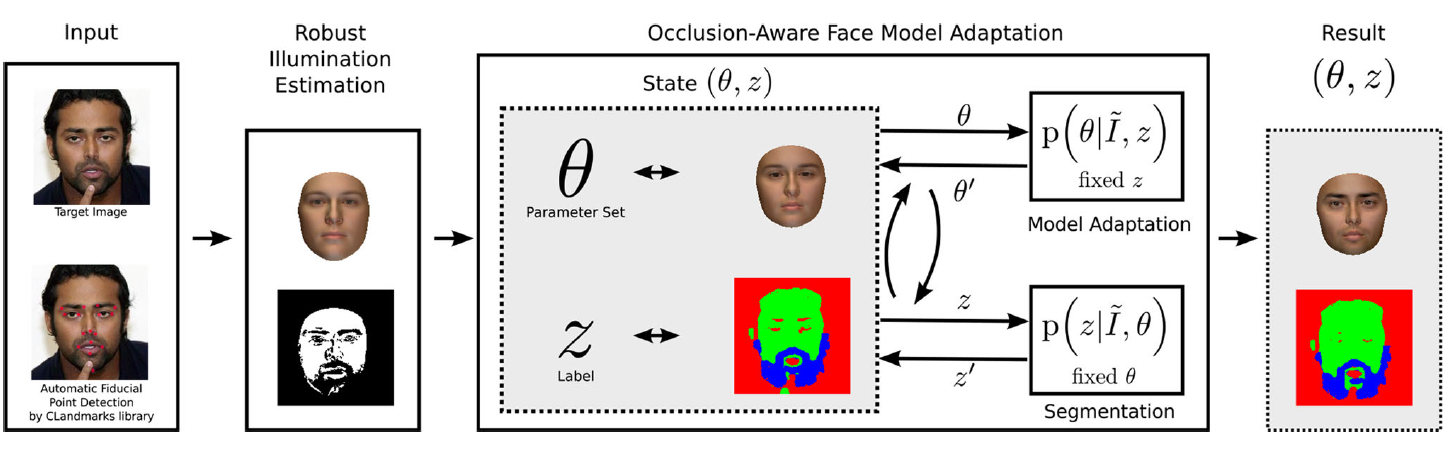 Input
Target Image
Automatic Fiducial
Point Detection
by CLandmarks library
Robust
Illumination
Estimation
Occlusion-Aware Face Model Adaptation
State (θ, z)
θ
Parameter Set
z
Label
θ
θ′
p(θ|Ĩ, z)
fixed z
Model Adaptation
z
z′
p(z|Ĩ, θ)
fixed θ
Segmentation
Result
(θ, z)